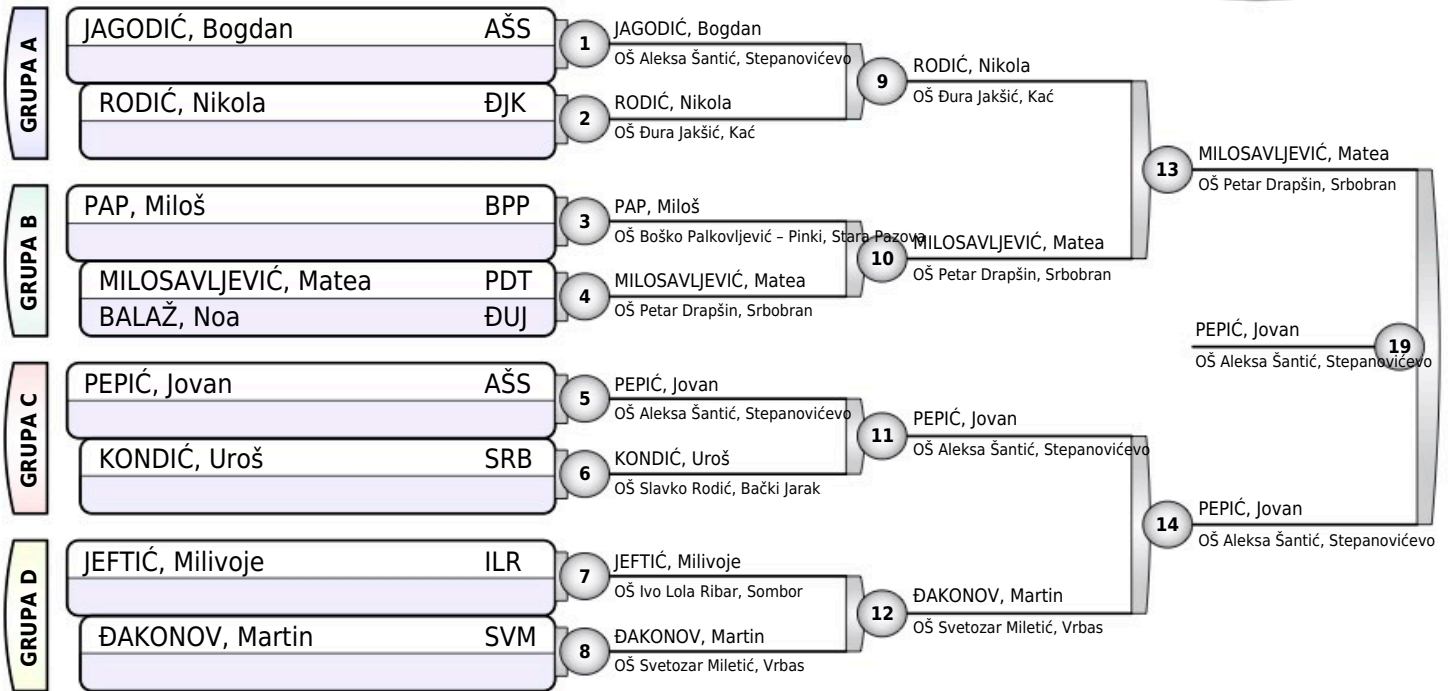 GRUPA A
JAGODIĆ, Bogdan AŠS
RODIĆ, Nikola ĐJK
GRUPA B
PAP, Miloš BPP
MILOSAVLJEVIĆ, Matea PDT
BALAŽ, Noa ĐUJ
GRUPA C
PEPIĆ, Jovan AŠS
KONDIĆ, Uroš SRB
GRUPA D
JEFTIĆ, Milivoje ILR
ĐAKONOV, Martin SVM
1
JAGODIĆ, Bogdan
OŠ Aleksa Šantić, Stepanovićevo
2
RODIĆ, Nikola
OŠ Đura Jakšić, Kać
3
PAP, Miloš
OŠ Boško Palkovljević – Pinki, Stara Pazova
4
MILOSAVLJEVIĆ, Matea
OŠ Petar Drapšin, Srbobran
5
PEPIĆ, Jovan
OŠ Aleksa Šantić, Stepanovićevo
6
KONDIĆ, Uroš
OŠ Slavko Rodić, Bački Jarak
7
JEFTIĆ, Milivoje
OŠ Ivo Lola Ribar, Sombor
8
ĐAKONOV, Martin
OŠ Svetozar Miletić, Vrbas
9
RODIĆ, Nikola
OŠ Đura Jakšić, Kać
10
MILOSAVLJEVIĆ, Matea
OŠ Petar Drapšin, Srbobran
11
PEPIĆ, Jovan
OŠ Aleksa Šantić, Stepanovićevo
12
ĐAKONOV, Martin
OŠ Svetozar Miletić, Vrbas
13
MILOSAVLJEVIĆ, Matea
OŠ Petar Drapšin, Srbobran
14
PEPIĆ, Jovan
OŠ Aleksa Šantić, Stepanovićevo
19
PEPIĆ, Jovan
OŠ Aleksa Šantić, Stepanovićevo